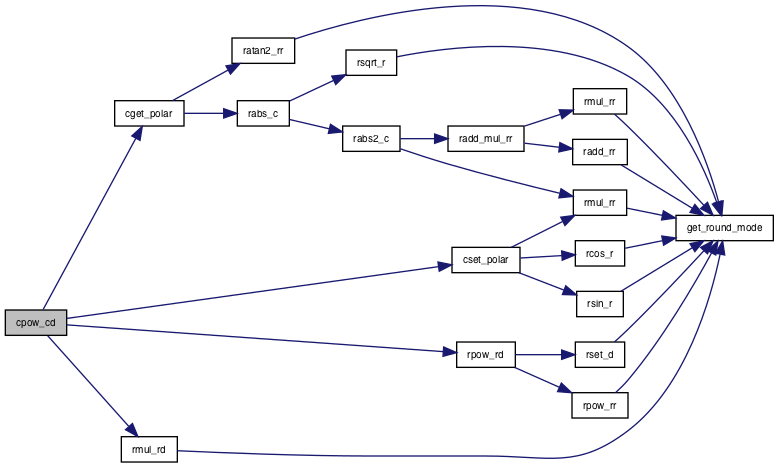 ratan2_rr
rsqrt_r
cget_polar
rabs_c
rmul_rr
rabs2_c
radd_mul_rr
radd_rr
rmul_rr
get_round_mode
cset_polar
rcos_r
rsin_r
cpow_cd
rpow_rd
rset_d
rpow_rr
rmul_rd